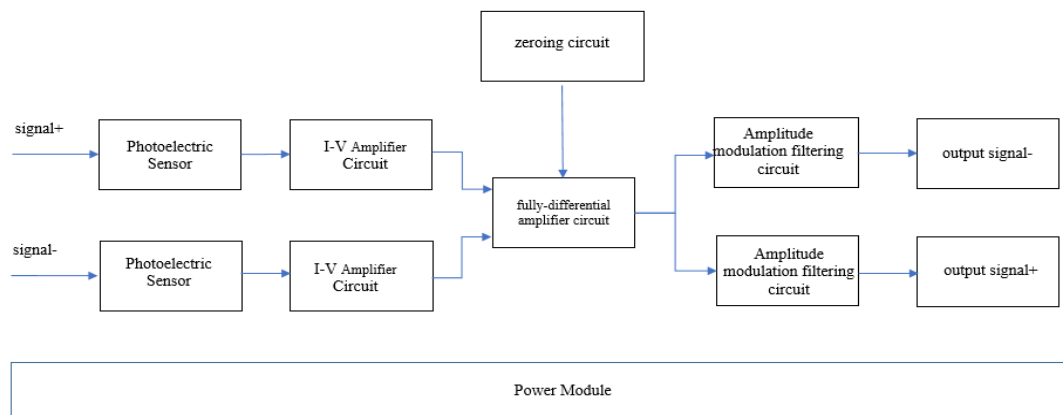 zeroing circuit
signal+
Photoelectric
Sensor
I-V Amplifier
Circuit
Amplitude
modulation filtering
circuit
output signal-
fully-differential
amplifier circuit
signal-
Photoelectric
Sensor
I-V Amplifier
Circuit
Amplitude
modulation filtering
circuit
output signal+
Power Module